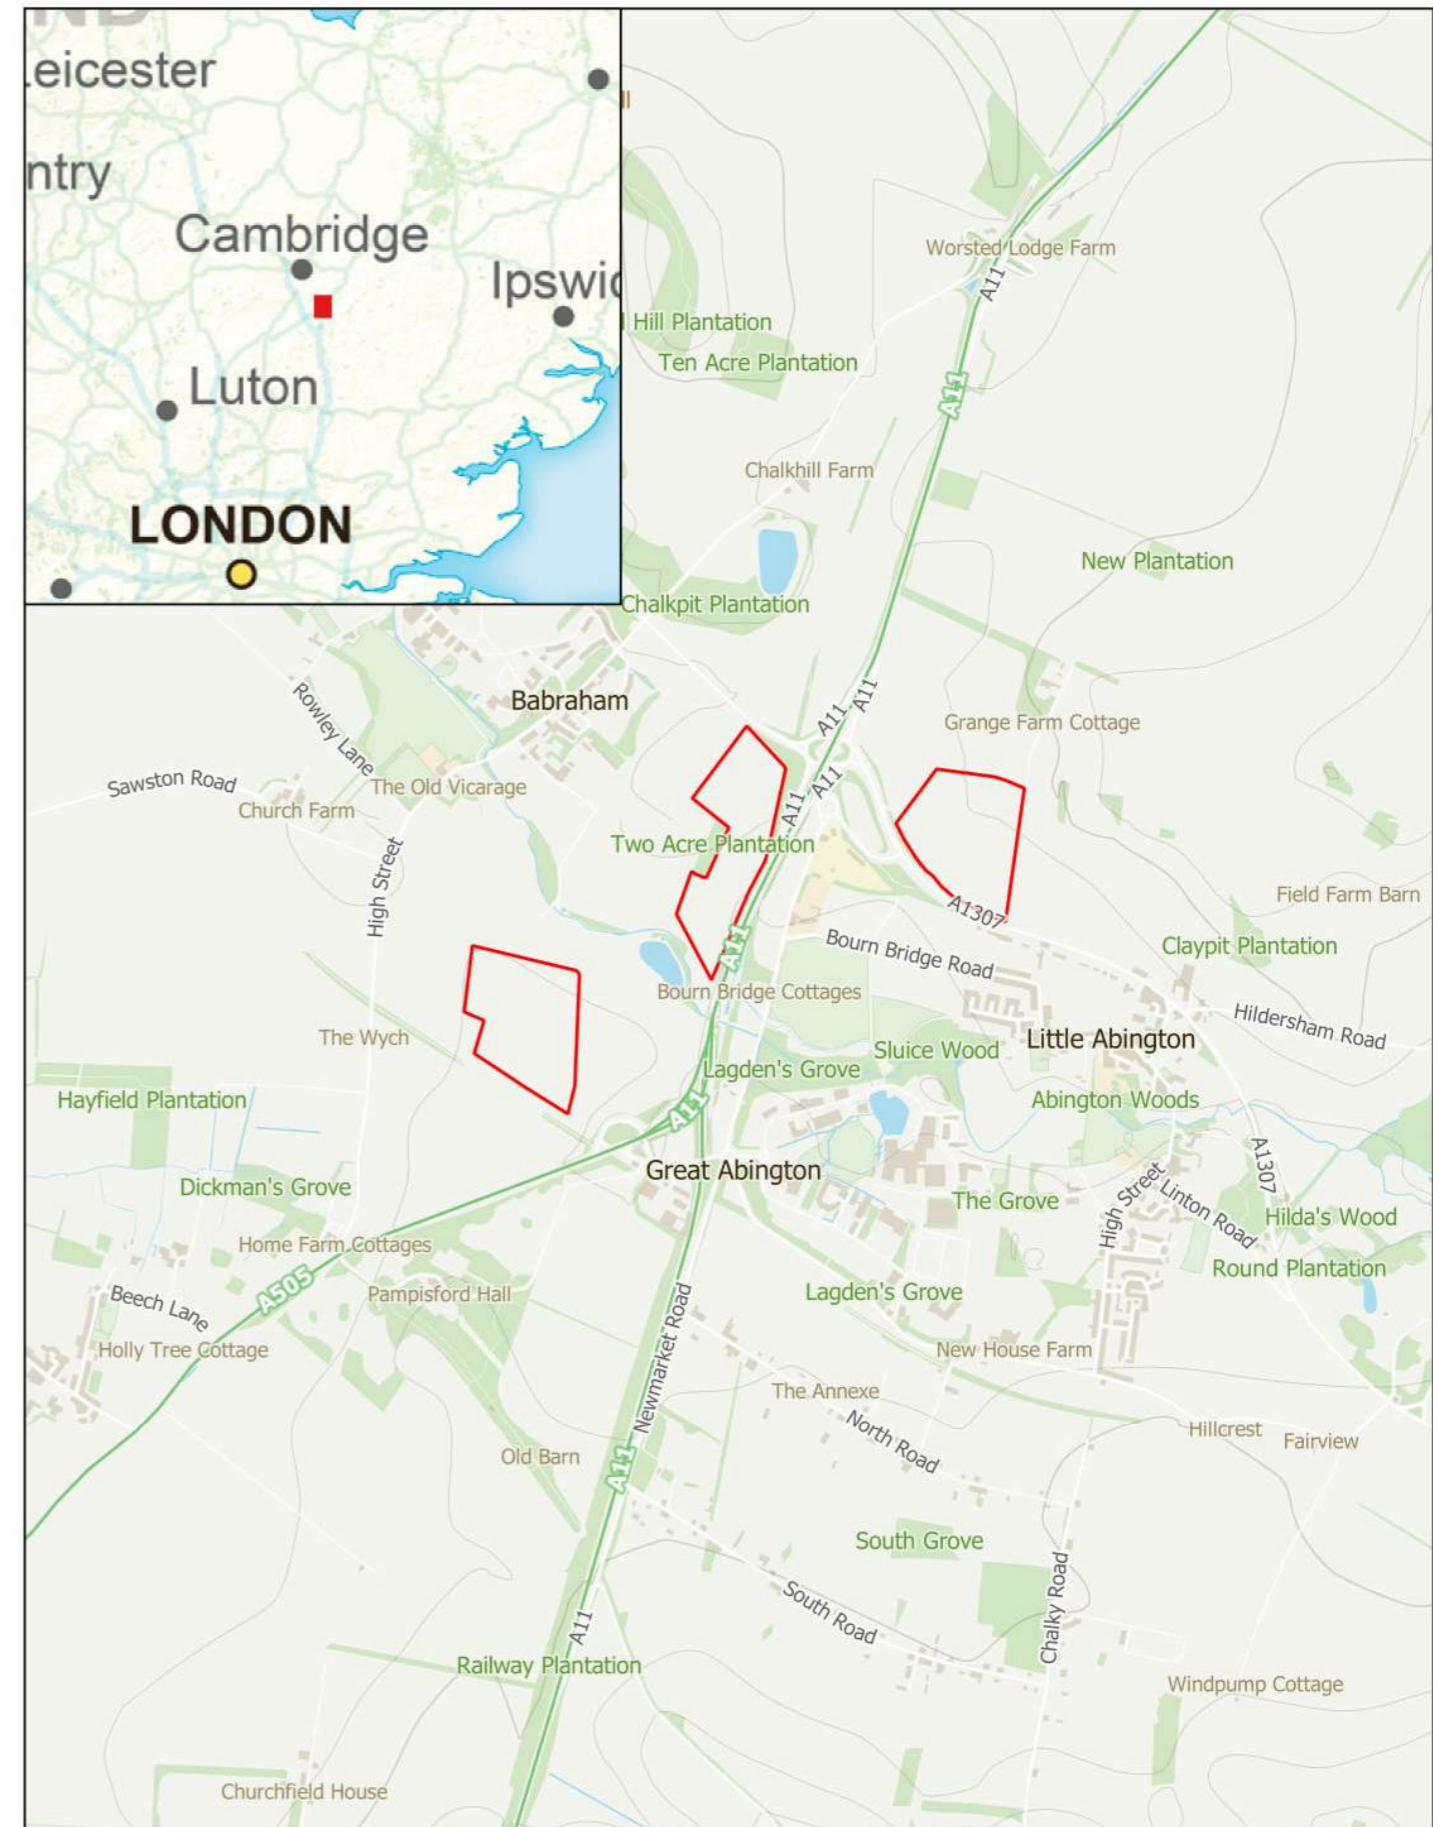 ND
eicester
ntry
Cambridge
Ipswic
Luton
LONDON
ll
Worsted Lodge Farm
A11
l Hill Plantation
Ten Acre Plantation
A11
Chalkhill Farm
New Plantation
Chalkpit Plantation
Rowley Lane
Babraham
A11
A11
Grange Farm Cottage
Sawston Road
The Old Vicarage
A11
A11
Church Farm
Two Acre Plantation
High Street
A1307
Field Farm Barn
Bourn Bridge Road
Claypit Plantation
A11
Bourn Bridge Cottages
Hildersham Road
The Wych
Sluice Wood
Little Abington
Lagden's Grove
Hayfield Plantation
Abington Woods
A11
A1307
Great Abington
Dickman's Grove
The Grove
High Street
Linton Road
Hilda's Wood
Home Farm Cottages
Round Plantation
A505
Pampisford Hall
Lagden's Grove
Beech Lane
Newmarket Road
Holly Tree Cottage
New House Farm
The Annexe
North Road
Hillcrest
Fairview
Old Barn
A11
South Grove
South Road
Chalky Road
A11
Railway Plantation
Windpump Cottage
Churchfield House